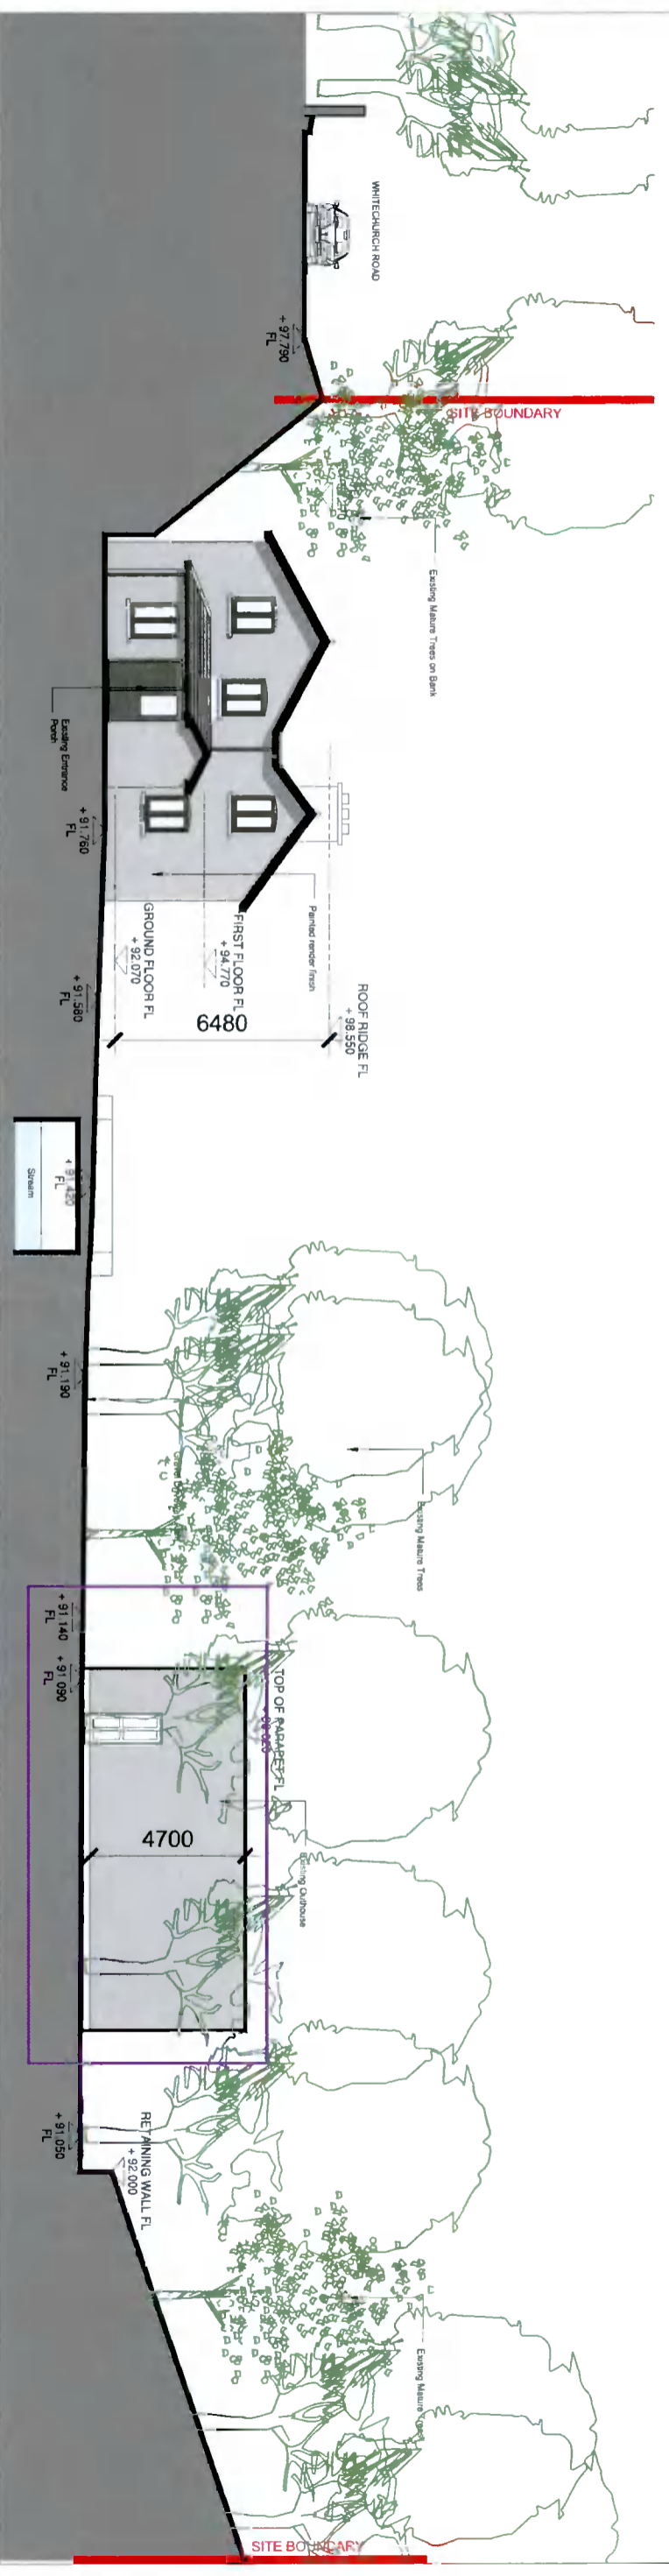 WHITECHURCH ROAD
+ 97.790
FL
SITE BOUNDARY
Existing Mature Trees on Bank
Existing Entrance
Porch
+ 91.760
FL
Painted render finish
FIRST FLOOR FL
+ 94.770
GROUND FLOOR FL
+ 92.070
ROOF RIDGE FL
+ 98.550
6480
+ 91.580
FL
+ 91.420
FL
Stream
+ 91.190
FL
Existing Mature Trees
+ 91.140
FL
+ 91.090
FL
TOP OF PARAPET FL
4700
Existing Outhouse
+ 91.050
FL
RETAINING WALL FL
+ 92.000
Existing Mature Trees
SITE BOUNDARY